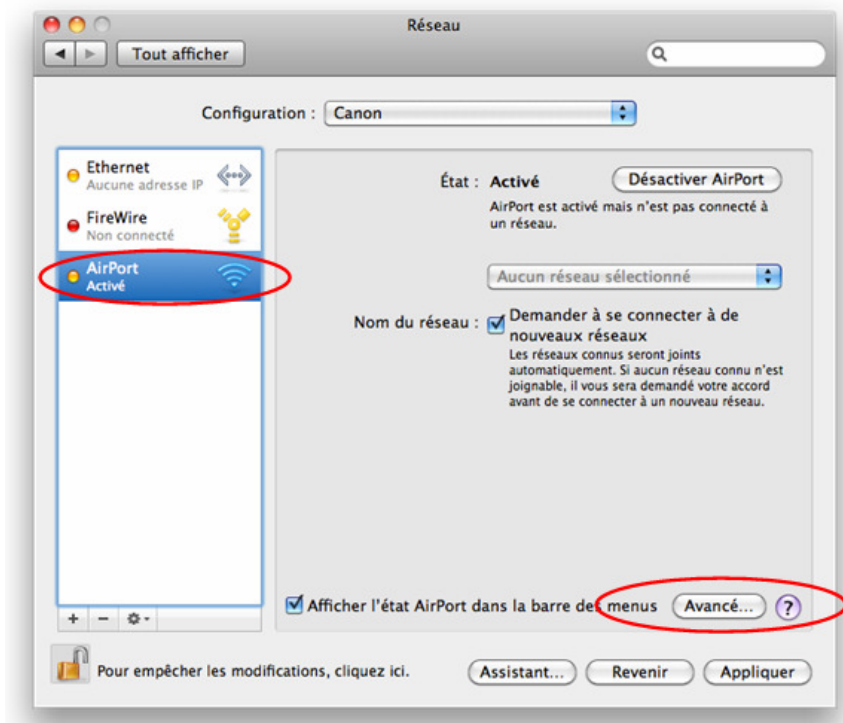 Réseau
Tout afficher
Configuration : Canon
Ethernet
Aucune adresse IP
FireWire
Non connecté
AirPort
Activé
État : Activé
Désactiver AirPort
AirPort est activé mais n'est pas connecté à
un réseau.
Aucun réseau sélectionné
Nom du réseau :
Demander à se connecter à de
nouveaux réseaux
Les réseaux connus seront joints
automatiquement. Si aucun réseau connu n'est
joignable, il vous sera demandé votre accord
avant de se connecter à un nouveau réseau.
Afficher l'état AirPort dans la barre des menus
Avancé...
?
Pour empêcher les modifications, cliquez ici.
Assistant...
Revenir
Appliquer